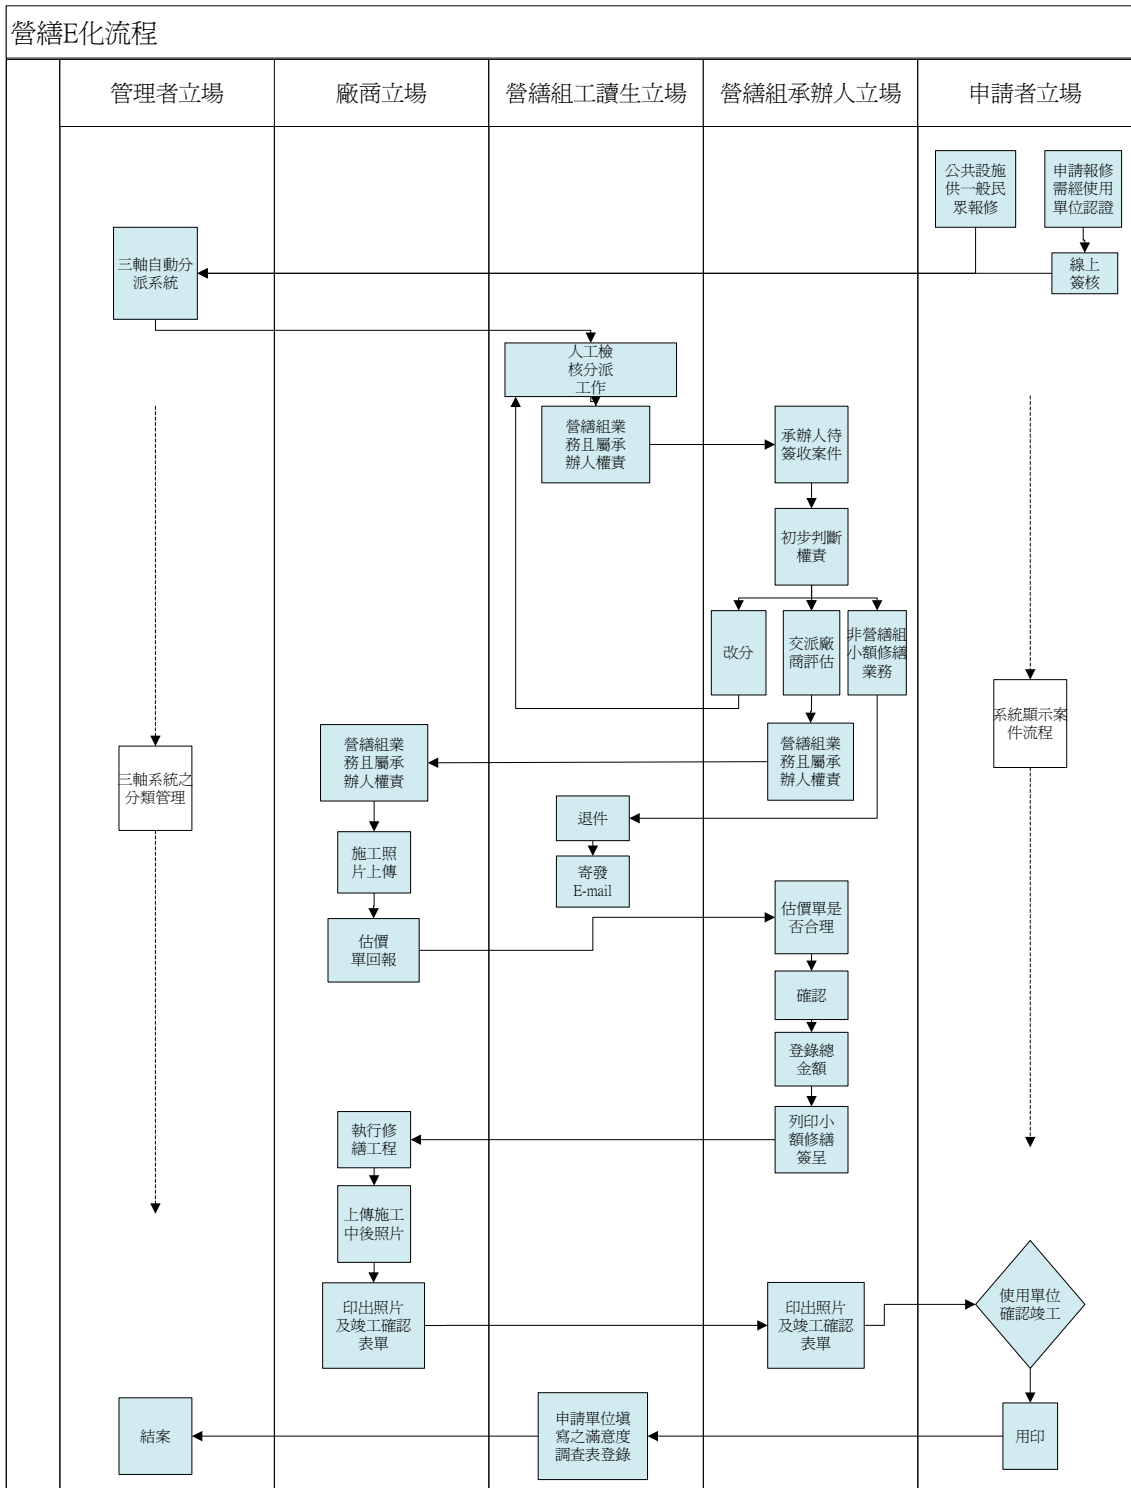 營繕E化流程
管理者立場
廠商立場
營繕組工讀生立場
營繕組承辦人立場
申請者立場
公共設施
供一般民
眾報修
申請報修
需經使用
單位認證
三軸自動分
派系統
線上
簽核
人工檢
核分派
工作
營繕組業
務且屬承
辦人權責
承辦人待
簽收案件
初步判斷
權責
改分
交派廠
商評估
非營繕組
小額修繕
業務
系統顯示案
件流程
營繕組業
務且屬承
辦人權責
營繕組業
務且屬承
辦人權責
三軸系統之
分類管理
退件
施工照
片上傳
寄發
E-mail
估價單是
否合理
估價
單回報
確認
登錄總
金額
執行修
繕工程
列印小
額修繕
簽呈
上傳施工
中後照片
印出照片
及竣工確認
表單
印出照片
及竣工確認
表單
使用單位
確認竣工
結案
申請單位填
寫之滿意度
調查表登錄
用印